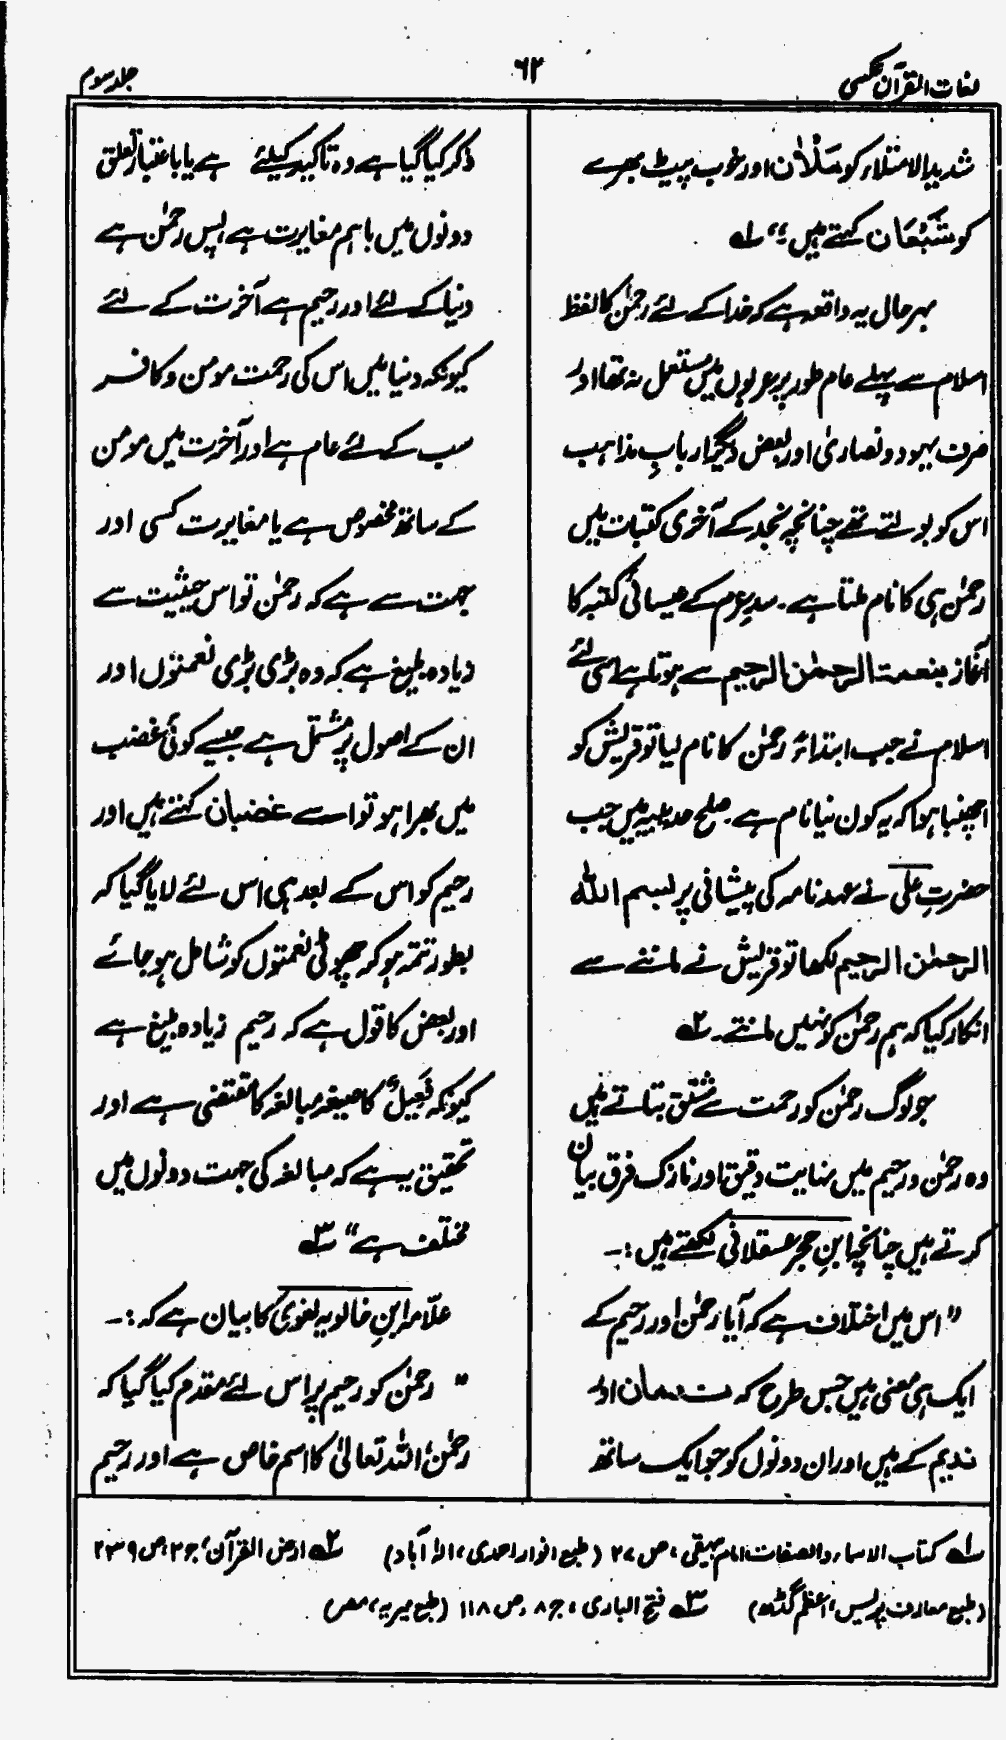 لغات القرآن عکسی
۶۲
جلد سوم
شدید الامتلاء کو مَلْاٰن اور خوب پیٹ بھرے
کو شَبْعَان کہتے ہیں ؛؛ لہ
بہر حال یہ واقعہ ہے کہ خدا کے لئے رحمٰن کا لفظ
اسلام سے پہلے عام طور پر عربوں میں مستعمل نہ تھا اور
صرف یہود و نصاریٰ اور بعض دیگر ارباب مذاہب
اس کو بولتے تھے چنانچہ نجد کے آخری کتبات میں
رحمٰن ہی کا نام ملتا ہے ۔ سدِ عرم کے عیسائی کتبہ کا
آغاز بنعمت الرحمٰن الرحیم سے ہوتا ہے اسی لئے
اسلام نے جب ابتداءً رحمٰن کا نام لیا تو قریش کو
اچنبا ہوا کہ یہ کون نیا نام ہے ۔ صلح حدیبیہ میں جب
حضرتِ علی نے عہد نامہ کی پیشانی پر بسم اللہ
الرحمٰن الرحیم لکھا تو قریش نے ماننے سے
انکار کیا کہ ہم رحمٰن کو نہیں مانتے ۔ ۲ہ
جو لوگ رحمٰن کو رحمت سے مشتق بتاتے ہیں
وہ رحمٰن و رحیم میں نہایت دقیق اور نازک فرق بیان
کرتے ہیں چنانچہ ابنِ حجر عسقلانی لکھتے ہیں :۔
” اس میں اختلاف ہے کہ آیا رحمٰن اور رحیم کے
ایک ہی معنی ہیں جس طرح کہ ندمان اور
ندیم کے ہیں اور ان دونوں کو جو ایک ساتھ
ذکر کیا گیا ہے وہ تاکید کیلئے ہے یا باعتبار تعلق
دونوں میں باہم مغایرت ہے پس رحمٰن ہے
دنیا کے لئے اور رحیم ہے آخرت کے لئے
کیونکہ دنیا میں اس کی رحمت مومن و کافر
سب کے لئے عام ہے اور آخرت میں مومن
کے ساتھ مخصوص ہے یا مغایرت کسی اور
جہت سے ہے کہ رحمٰن تو اس حیثیت سے
زیادہ بلیغ ہے کہ وہ بڑی بڑی نعمتوں اور
ان کے اصول پر مشتمل ہے جیسے کوئی غضب
میں بھرا ہو تو اسے غضبان کہتے ہیں اور
رحیم کو اس کے بعد ہی اس لئے لایا گیا کہ
بطور تتمہ ہو کر چھوٹی نعمتوں کو شامل ہو جائے
اور بعض کا قول ہے کہ رحیم زیادہ بلیغ ہے
کیونکہ فَعِیلٌ کا صیغہ مبالغہ کا مقتضی ہے اور
تحقیق یہ ہے کہ مبالغہ کی جہت دونوں میں
مختلف ہے “ ۳ہ
علامہ ابنِ خالویہ لغوی کا بیان ہے کہ :۔
” رحمٰن کو رحیم پر اس لئے مقدم کیا گیا کہ
رحمٰن اللہ تعالیٰ کا اسم خاص ہے اور رحیم
لہ کتاب الاسماء والصفات امام بیہقی ، ص ۳۷ (طبع انوار احمدی ، الہ آباد) ۲ہ ارض القرآن ، ج۲ ، ص ۲۳۹
(طبع معارف پریس ، اعظم گڈھ) ۳ہ فتح الباری ، ج ۸ ، ص ۱۱۸ (طبع میریہ ، مصر)